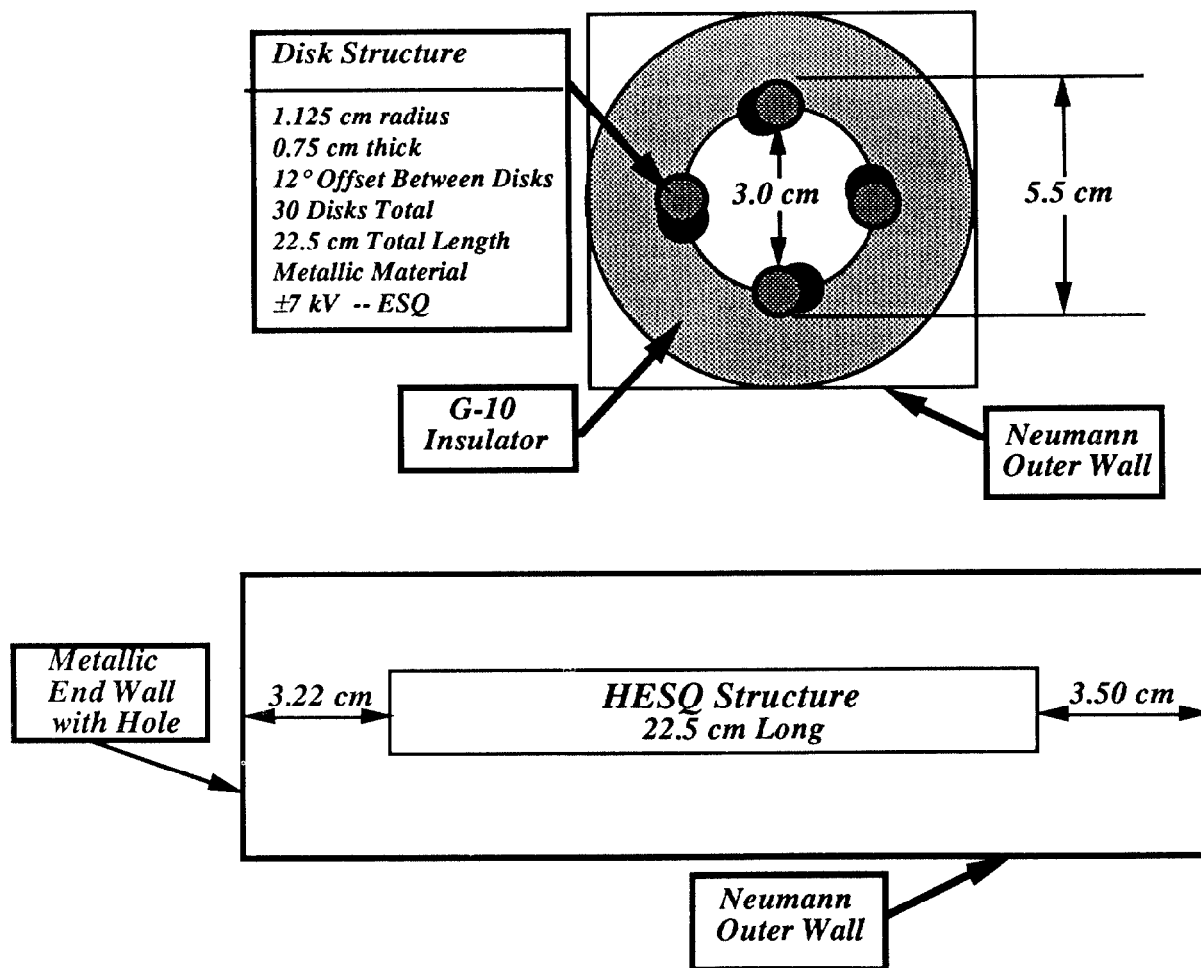 Disk Structure
1.125 cm radius
0.75 cm thick
12° Offset Between Disks
30 Disks Total
22.5 cm Total Length
Metallic Material
±7 kV -- ESQ
3.0 cm
5.5 cm
G-10
Insulator
Neumann
Outer Wall
Metallic
End Wall
with Hole
3.22 cm
HESQ Structure
22.5 cm Long
3.50 cm
Neumann
Outer Wall